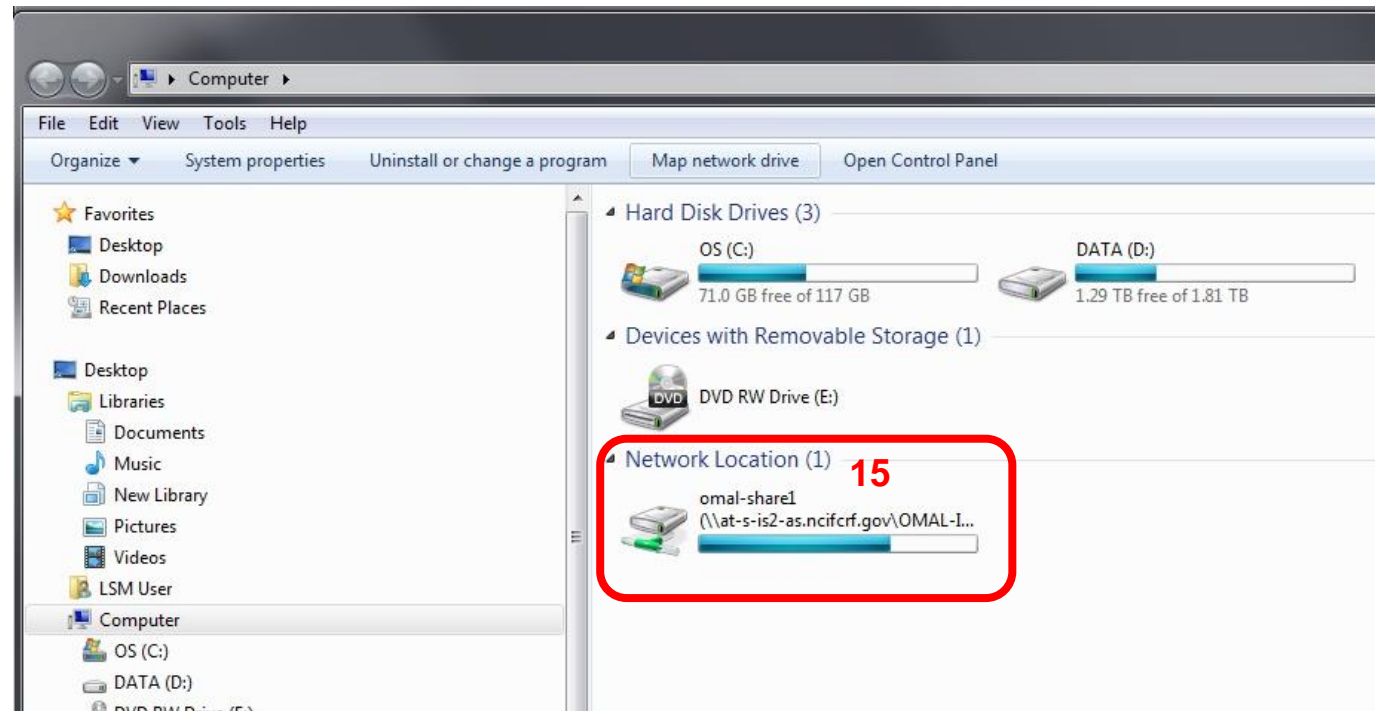 Computer
File Edit View Tools Help
Organize System properties Uninstall or change a program Map network drive Open Control Panel
Favorites
Desktop
Downloads
Recent Places
Desktop
Libraries
Documents
Music
New Library
Pictures
Videos
LSM User
Computer
OS (C:)
DATA (D:)
DVD RW Drive (E:)
Hard Disk Drives (3)
OS (C:)
71.0 GB free of 117 GB
DATA (D:)
1.29 TB free of 1.81 TB
Devices with Removable Storage (1)
DVD
DVD RW Drive (E:)
Network Location (1)
15
omal-share1
(\\at-s-is2-as.ncifcrf.gov\OMAL-I...